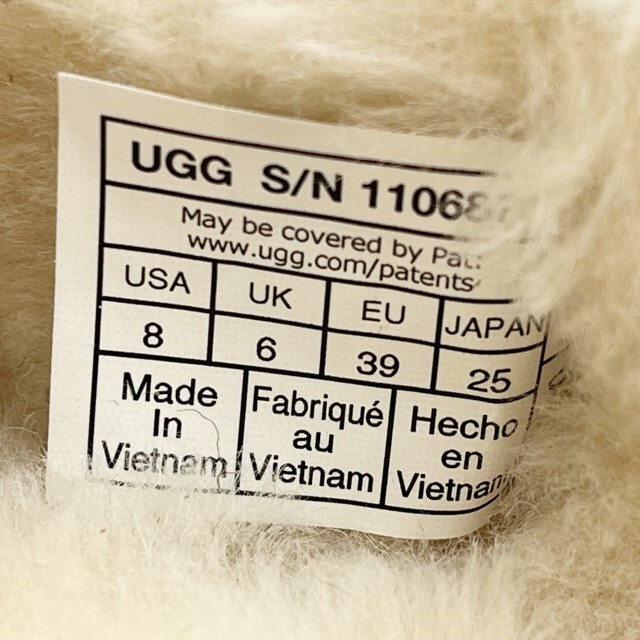 UGG S/N 11068
May be covered by Pat.
www.ugg.com/patents
USA UK EU JAPAN
8 6 39 25
Made Fabriqué Hecho
In au en
Vietnam Vietnam Vietnam